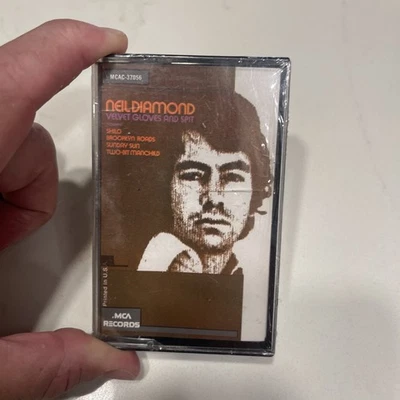 MCAC-37056
NEIL DIAMOND
VELVET GLOVES AND SPIT
SHILO
BROOKLYN ROADS
SUNDAY SUN
TWO-BIT MANCHILD
Printed in U.S.
MCA
RECORDS